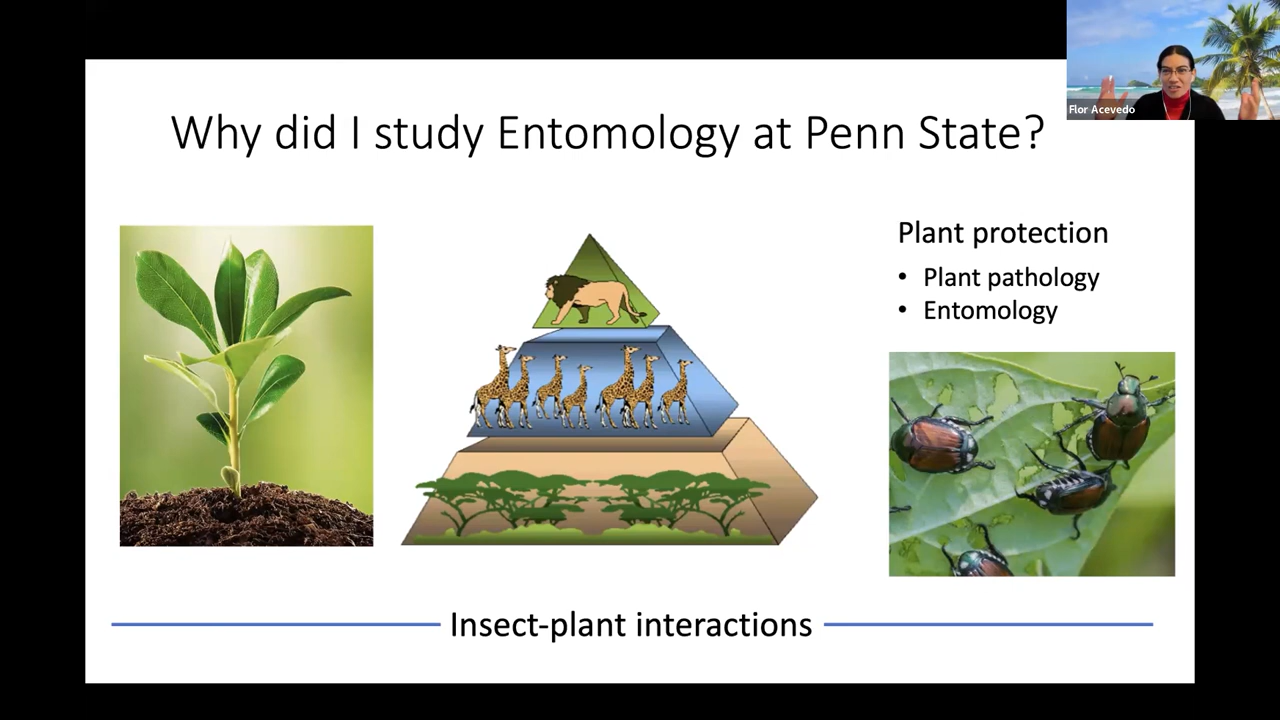 Flor Acevedo
Why did I study Entomology at Penn State?
Plant protection
• Plant pathology
• Entomology
Insect-plant interactions